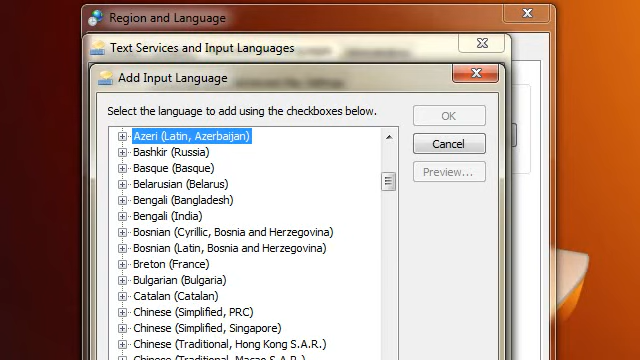 Region and Language
Text Services and Input Languages
Add Input Language
Select the language to add using the checkboxes below.
OK
Cancel
Preview...
Azeri (Latin, Azerbaijan)
Bashkir (Russia)
Basque (Basque)
Belarusian (Belarus)
Bengali (Bangladesh)
Bengali (India)
Bosnian (Cyrillic, Bosnia and Herzegovina)
Bosnian (Latin, Bosnia and Herzegovina)
Breton (France)
Bulgarian (Bulgaria)
Catalan (Catalan)
Chinese (Simplified, PRC)
Chinese (Simplified, Singapore)
Chinese (Traditional, Hong Kong S.A.R.)
Chinese (Traditional, Macao S.A.R.)